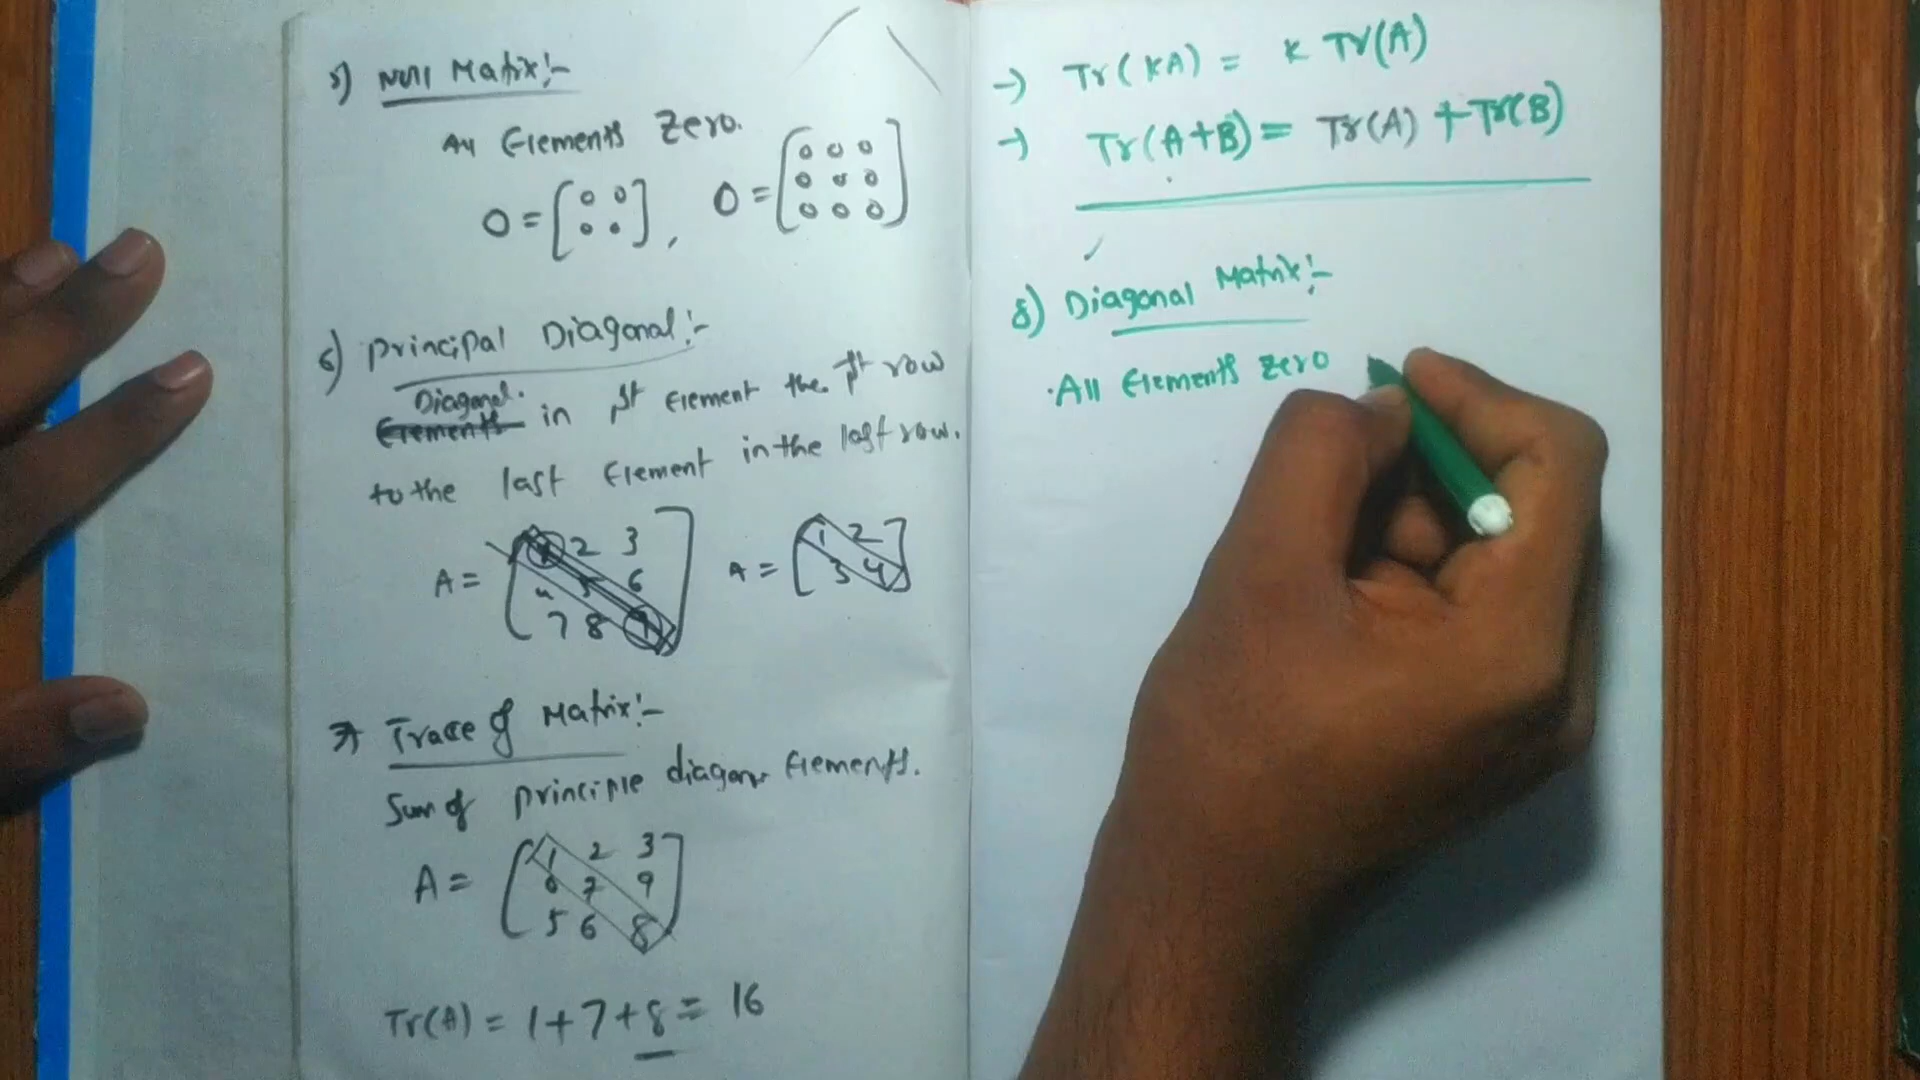 5) Null Matrix:-
All Elements Zero.
O = [0 0
0 0], O = [0 0 0
0 0 0
0 0 0]
6) Principal Diagonal:-
Diagonal.
Elements in 1st Element the 1st row
to the last Element in the last row.
A = [1 2 3
4 5 6
7 8 9] A = [1 2
3 4]
7) Trace of Matrix:-
Sum of principle diagon Elements.
A = [1 2 3
6 7 9
5 6 8]
Tr(A) = 1+7+8 = 16
-) Tr(KA) = K Tr(A)
-) Tr(A+B) = Tr(A) + Tr(B)
8) Diagonal Matrix:-
.All Elements Zero